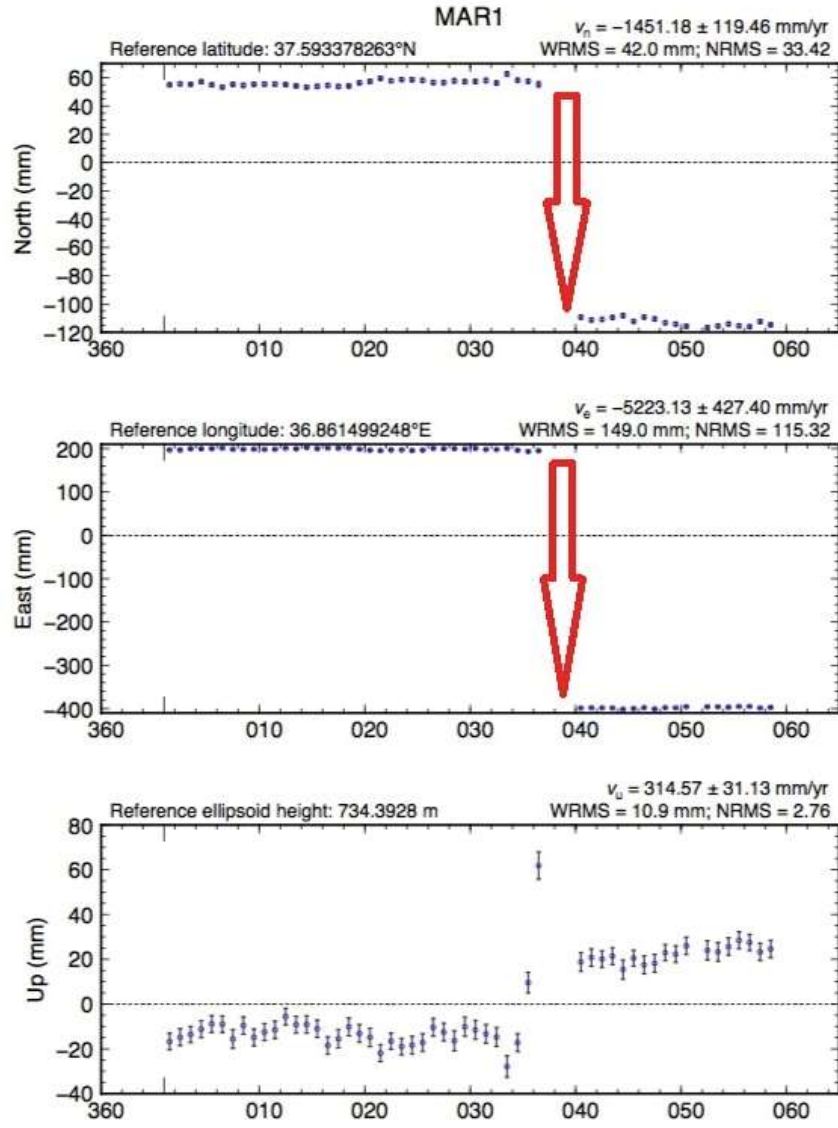 MAR1
vn = −1451.18 ± 119.46 mm/yr
Reference latitude: 37.593378263°N WRMS = 42.0 mm; NRMS = 33.42
60
40
20
0
−20
−40
−60
−80
−100
−120
North (mm)
360 010 020 030 040 050 060
ve = −5223.13 ± 427.40 mm/yr
Reference longitude: 36.861499248°E WRMS = 149.0 mm; NRMS = 115.32
200
100
0
−100
−200
−300
−400
East (mm)
360 010 020 030 040 050 060
vu = 314.57 ± 31.13 mm/yr
Reference ellipsoid height: 734.3928 m WRMS = 10.9 mm; NRMS = 2.76
80
60
40
20
0
−20
−40
Up (mm)
360 010 020 030 040 050 060